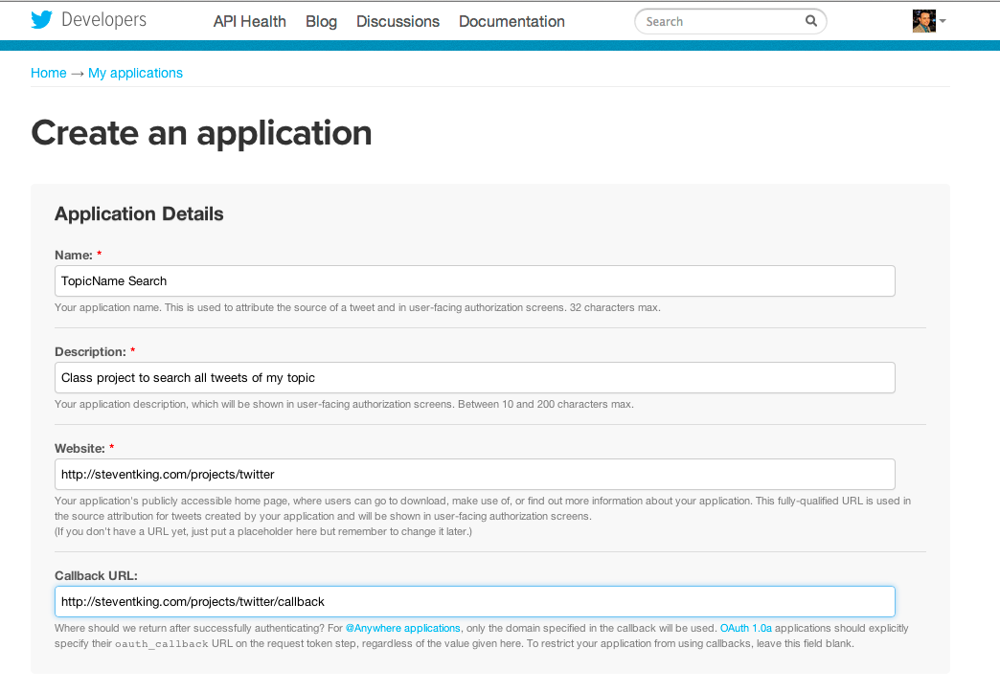 Developers API Health Blog Discussions Documentation Search
Home → My applications
Create an application
Application Details
Name: *
TopicName Search
Your application name. This is used to attribute the source of a tweet and in user-facing authorization screens. 32 characters max.
Description: *
Class project to search all tweets of my topic
Your application description, which will be shown in user-facing authorization screens. Between 10 and 200 characters max.
Website: *
http://steventking.com/projects/twitter
Your application's publicly accessible home page, where users can go to download, make use of, or find out more information about your application. This fully-qualified URL is used in
the source attribution for tweets created by your application and will be shown in user-facing authorization screens.
(If you don't have a URL yet, just put a placeholder here but remember to change it later.)
Callback URL:
http://steventking.com/projects/twitter/callback
Where should we return after successfully authenticating? For @Anywhere applications, only the domain specified in the callback will be used. OAuth 1.0a applications should explicitly
specify their oauth_callback URL on the request token step, regardless of the value given here. To restrict your application from using callbacks, leave this field blank.